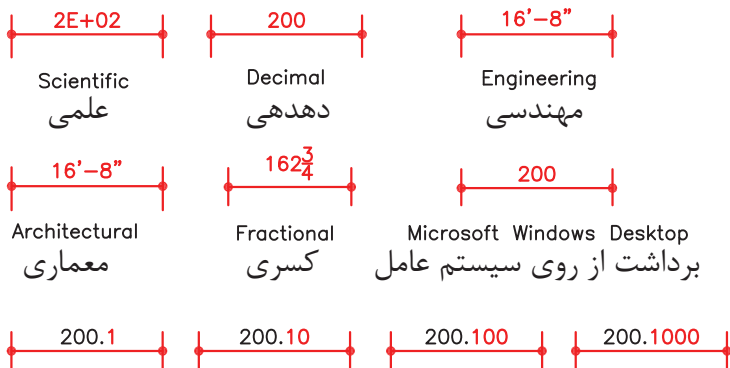 2E+02 200 16’–8”
Scientific Decimal Engineering
علمی دهدهی مهندسی
16’–8” 162 3/4 200
Architectural Fractional Microsoft Windows Desktop
معماری کسری برداشت از روی سیستم عامل
200.1 200.10 200.100 200.1000